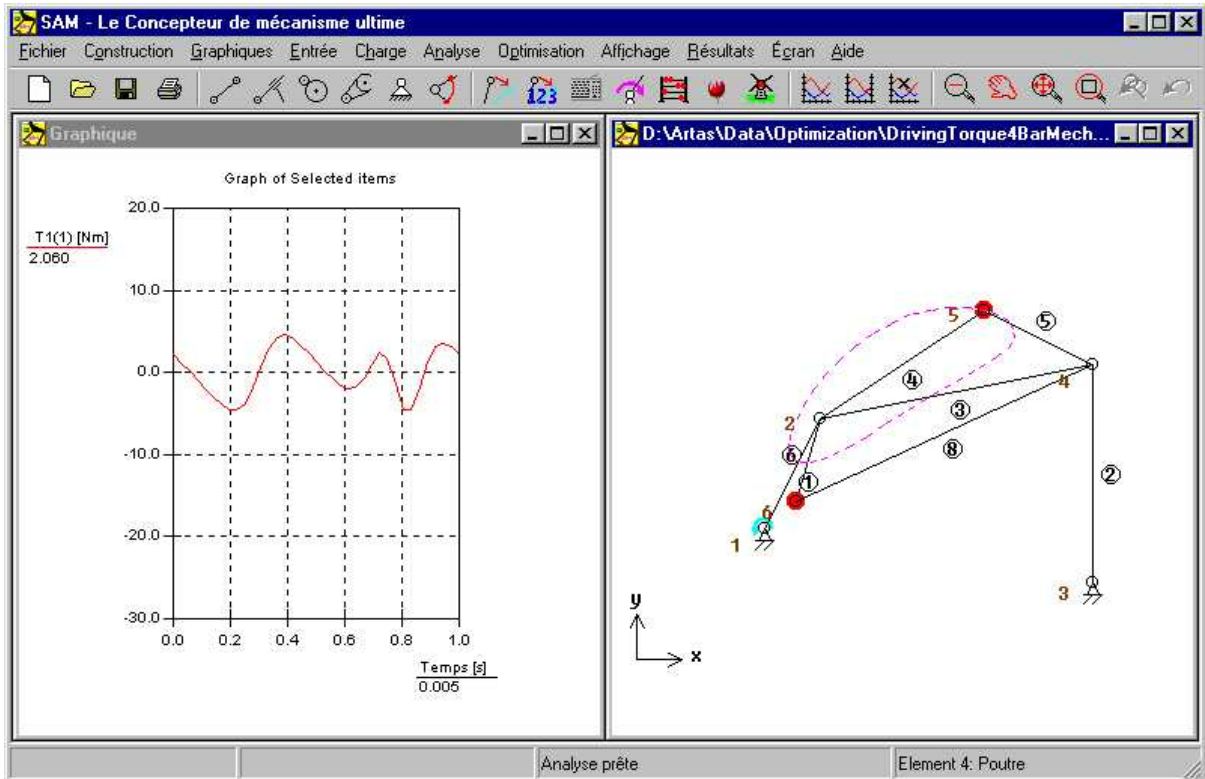 SAM - Le Concepteur de mécanisme ultime
Fichier Construction Graphiques Entrée Charge Analyse Optimisation Affichage Résultats Écran Aide
123
Graphique
Graph of Selected items
T1(1) [Nm]
2.060
20.0
10.0
0.0
-10.0
-20.0
-30.0
0.0 0.2 0.4 0.6 0.8 1.0
Temps [s]
0.005
D:\Artas\Data\Optimization\DrivingTorque4BarMech...
5
5
4
4
2
3
8
6
1
2
6
1
3
y
x
Analyse prête
Element 4: Poutre